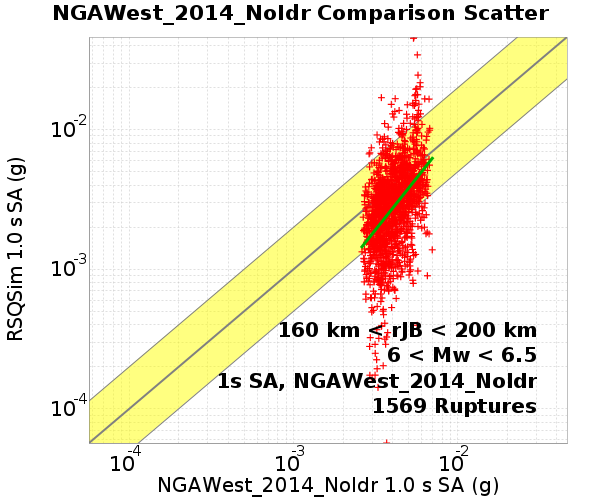 NGAWest_2014_NoIdr Comparison Scatter
RSQSim 1.0 s SA (g)
10-2
10-3
10-4
160 km < rJB < 200 km
6 < Mw < 6.5
1s SA, NGAWest_2014_NoIdr
1569 Ruptures
10-4 10-3 10-2
NGAWest_2014_NoIdr 1.0 s SA (g)